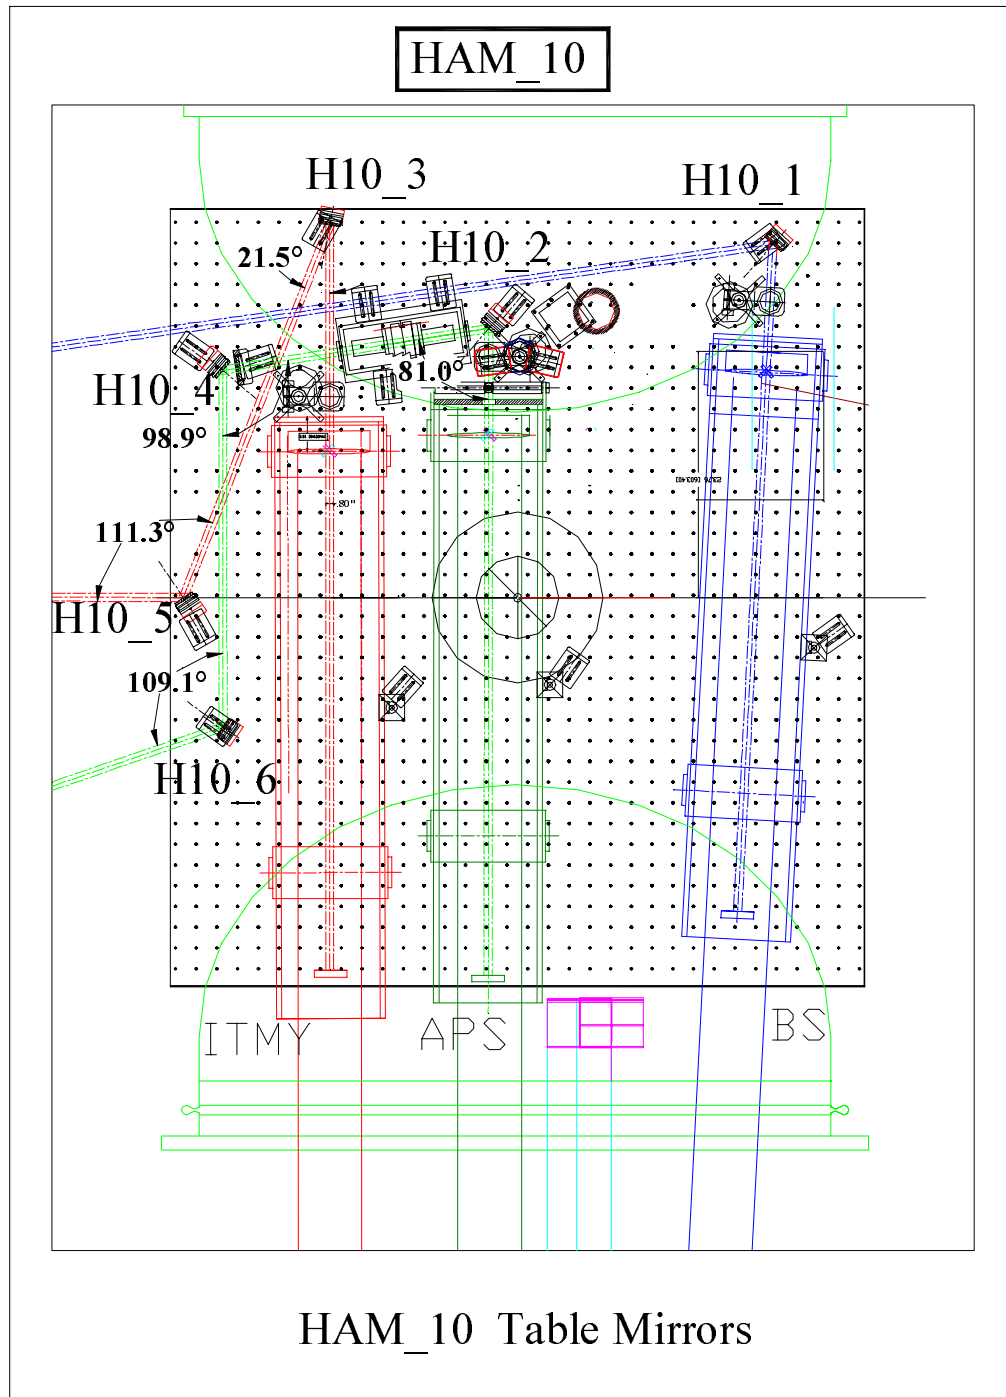 HAM_10
H10_3
H10_1
21.5°
H10_2
81.0°
H10_4
98.9°
.80"
111.3°
H10_5
109.1°
H10_6
ITMY
APS
BS
HAM_10 Table Mirrors